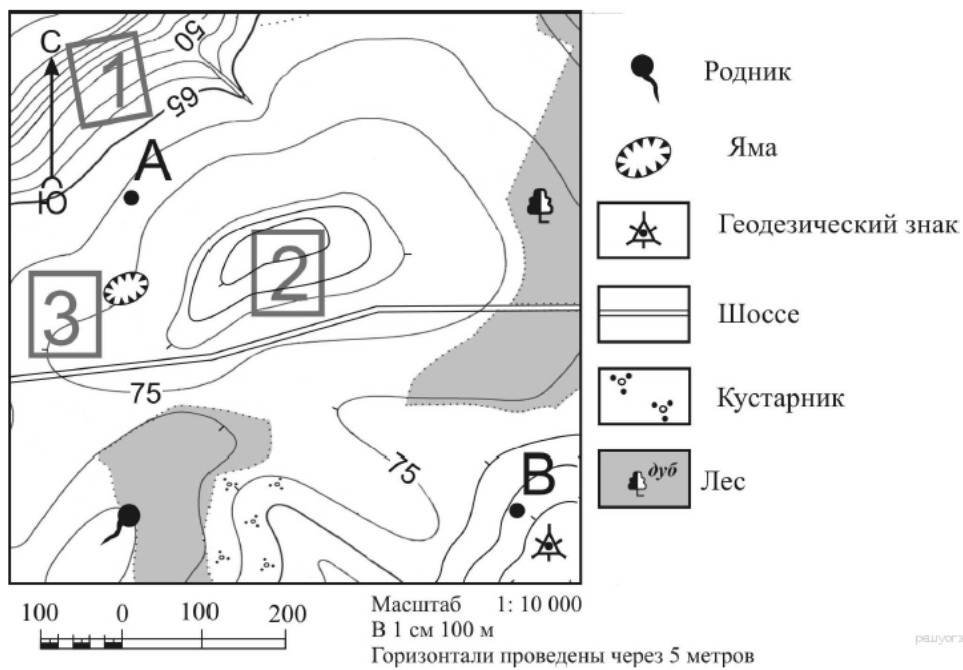 С
Ю
1
50
65
А
2
3
75
75
В
Родник
Яма
Геодезический знак
Шоссе
Кустарник
дуб
Лес
100 0 100 200
Масштаб 1: 10 000
В 1 см 100 м
Горизонтали проведены через 5 метров